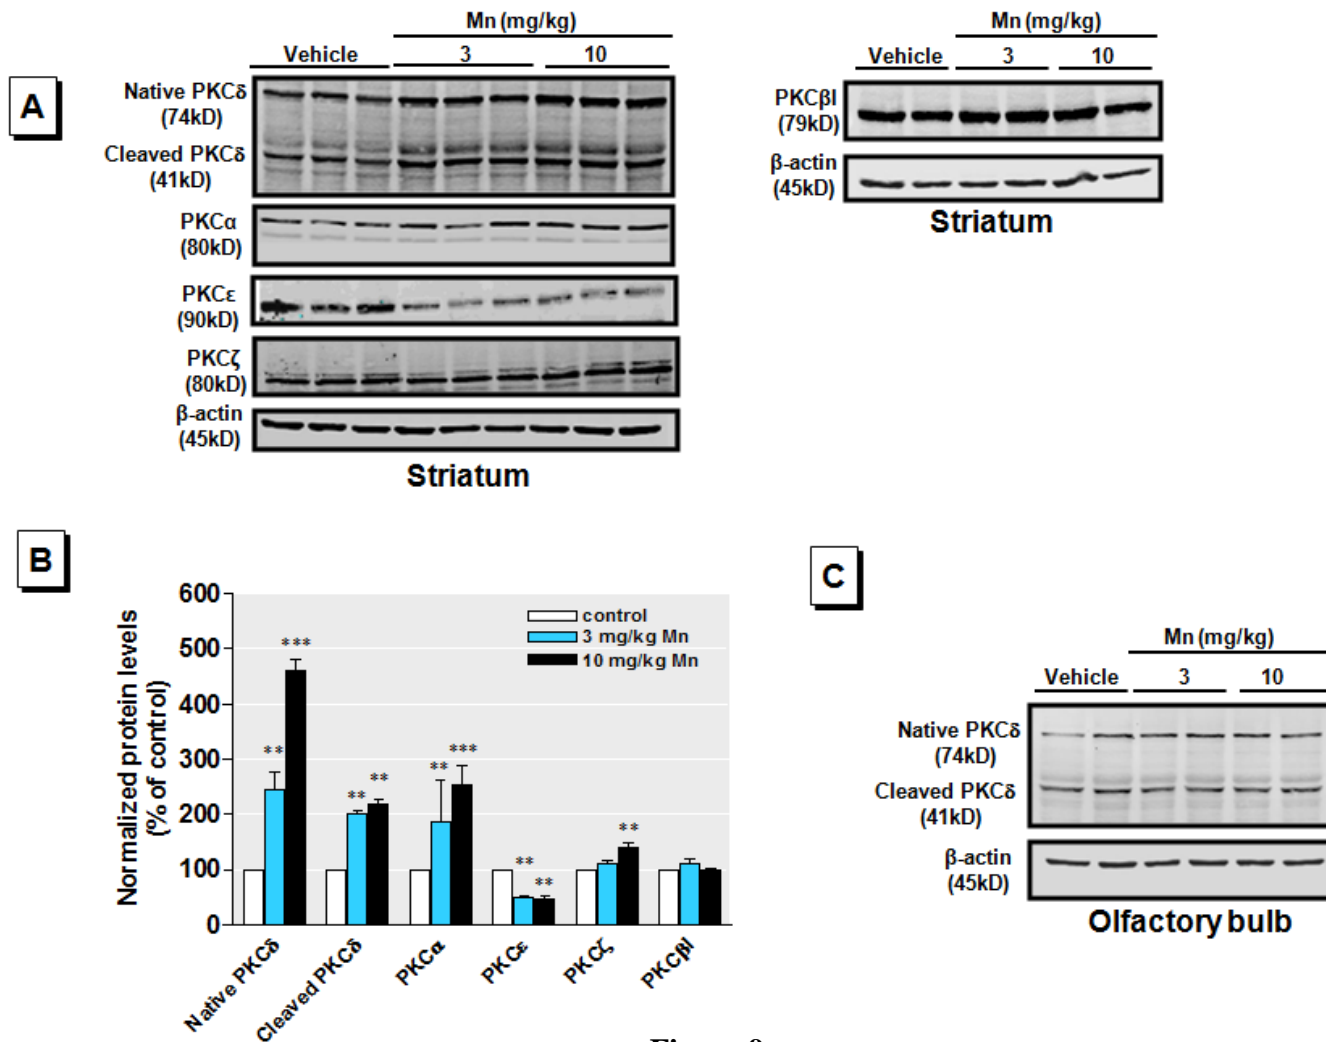 A
Mn (mg/kg)
Vehicle 3 10
Native PKCδ
(74kD)
Cleaved PKCδ
(41kD)
PKCα
(80kD)
PKCε
(90kD)
PKCζ
(80kD)
β-actin
(45kD)
Striatum
Mn (mg/kg)
Vehicle 3 10
PKCβI
(79kD)
β-actin
(45kD)
Striatum
B
Normalized protein levels
(% of control)
600
500
400
300
200
100
0
control
3 mg/kg Mn
10 mg/kg Mn
** ***
** **
** ***
** **
**
Native PKCδ
Cleaved PKCδ
PKCα
PKCε
PKCζ
PKCβI
C
Mn (mg/kg)
Vehicle 3 10
Native PKCδ
(74kD)
Cleaved PKCδ
(41kD)
β-actin
(45kD)
Olfactory bulb